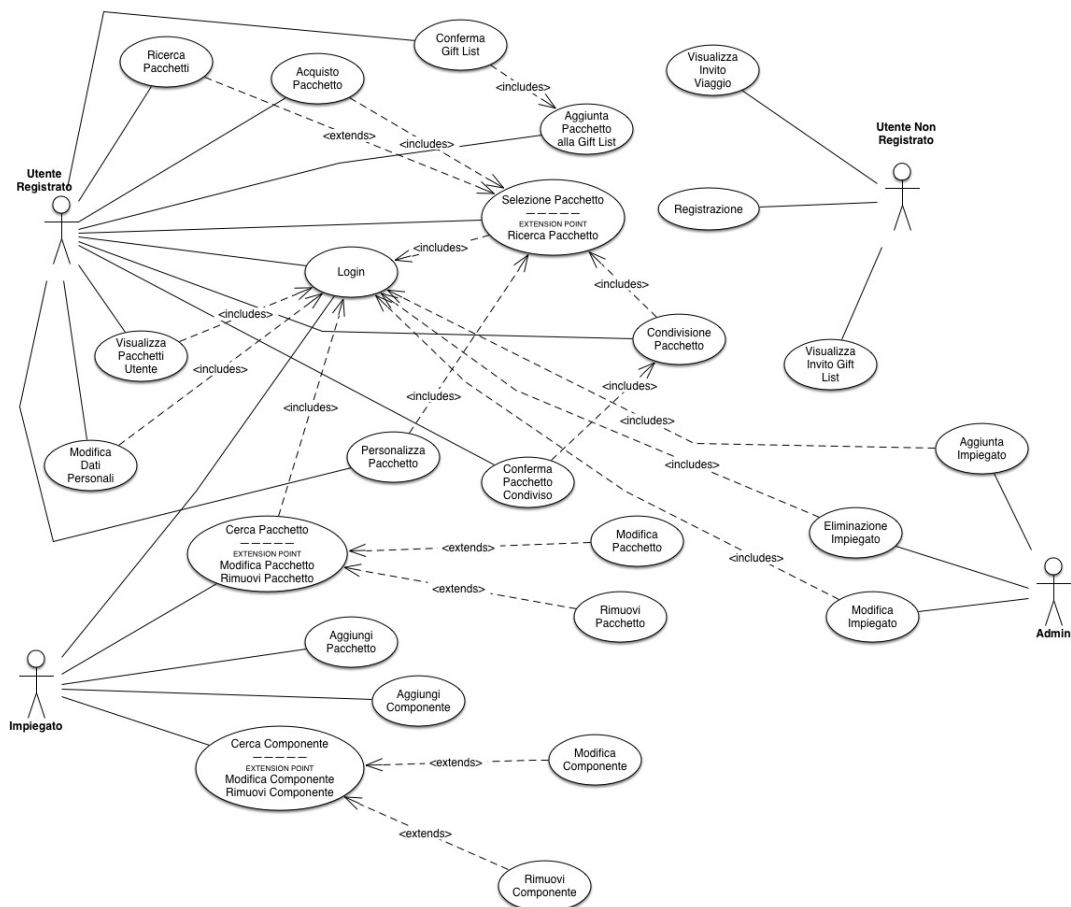 Conferma
Gift List
Ricerca
Pacchetti
Acquisto
Pacchetto
Visualizza
Invito
Viaggio
<includes>
<extends>
<includes>
Aggiunta
Pacchetto
alla Gift List
Utente Non
Registrato
Utente
Registrato
Selezione Pacchetto
-----
EXTENSION POINT
Ricerca Pacchetto
Registrazione
<includes>
Login
<includes>
<includes>
Visualizza
Pacchetti
Utente
Condivisione
Pacchetto
Visualizza
Invito Gift
List
<includes>
<includes>
<includes>
<includes>
<includes>
Modifica
Dati
Personali
Personalizza
Pacchetto
Conferma
Pacchetto
Condiviso
<includes>
Aggiunta
Impiegato
Cerca Pacchetto
-----
EXTENSION POINT
Modifica Pacchetto
Rimuovi Pacchetto
<extends>
Modifica
Pacchetto
<includes>
Eliminazione
Impiegato
<extends>
Rimuovi
Pacchetto
Modifica
Impiegato
Admin
Aggiungi
Pacchetto
Aggiungi
Componente
Impiegato
Cerca Componente
-----
EXTENSION POINT
Modifica Componente
Rimuovi Componente
<extends>
Modifica
Componente
<extends>
Rimuovi
Componente